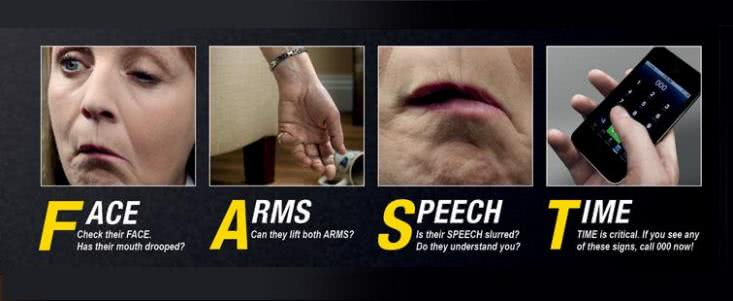 000
FACE
Check their FACE.
Has their mouth drooped?
ARMS
Can they lift both ARMS?
SPEECH
Is their SPEECH slurred?
Do they understand you?
TIME
TIME is critical. If you see any
of these signs, call 000 now!